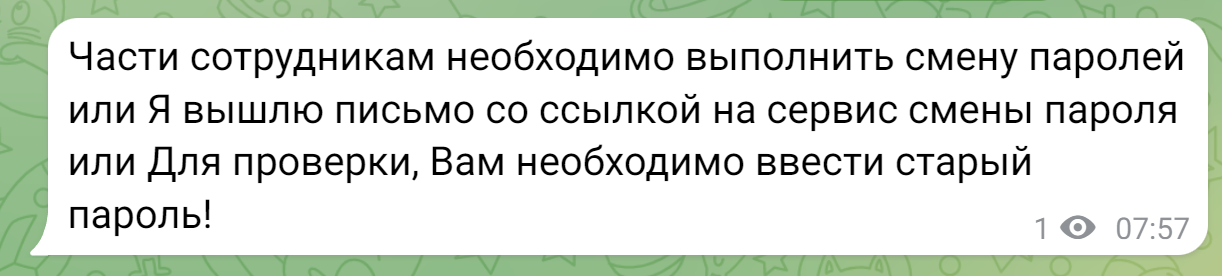 Части сотрудникам необходимо выполнить смену паролей
или Я вышлю письмо со ссылкой на сервис смены пароля
или Для проверки, Вам необходимо ввести старый
пароль!
1 07:57